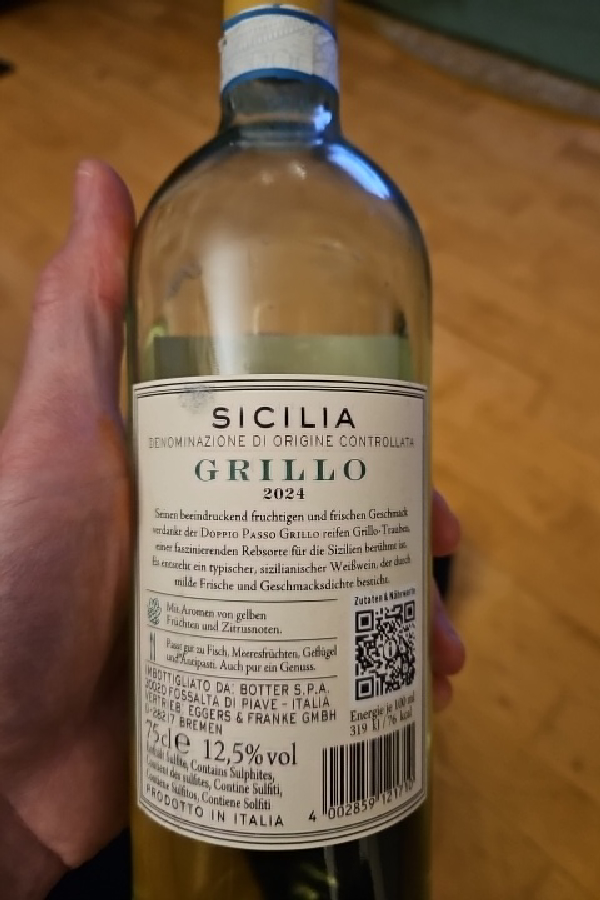 SICILIA
DENOMINAZIONE DI ORIGINE CONTROLLATA
GRILLO
2024
Seinen beeindruckend fruchtigen und frischen Geschmack
verdankt der DOPPIO PASSO GRILLO reifen Grillo-Trauben,
einer faszinierenden Rebsorte für die Sizilien berühmt ist.
Es entsteht ein typischer, sizilianischer Weißwein, der durch
milde Frische und Geschmacksdichte besticht.
Mit Aromen von gelben
Früchten und Zitrusnoten.
Passt gut zu Fisch, Meeresfrüchten, Geflügel
und Antipasti. Auch pur ein Genuss.
Zutaten & Nährwerte
Energie je 100 ml
319 kJ / 76 kcal
IMBOTTIGLIATO DA: BOTTER S.P.A.
30020 FOSSALTA DI PIAVE - ITALIA
VERTRIEB: EGGERS & FRANKE GMBH
D-28217 BREMEN
75cl e 12,5% vol
Enthält Sulfite, Contains Sulphites,
Contient des sulfites, Contine Sulfiti,
Contiene Sulfitos, Contiene Solfiti
PRODOTTO IN ITALIA
4 002859